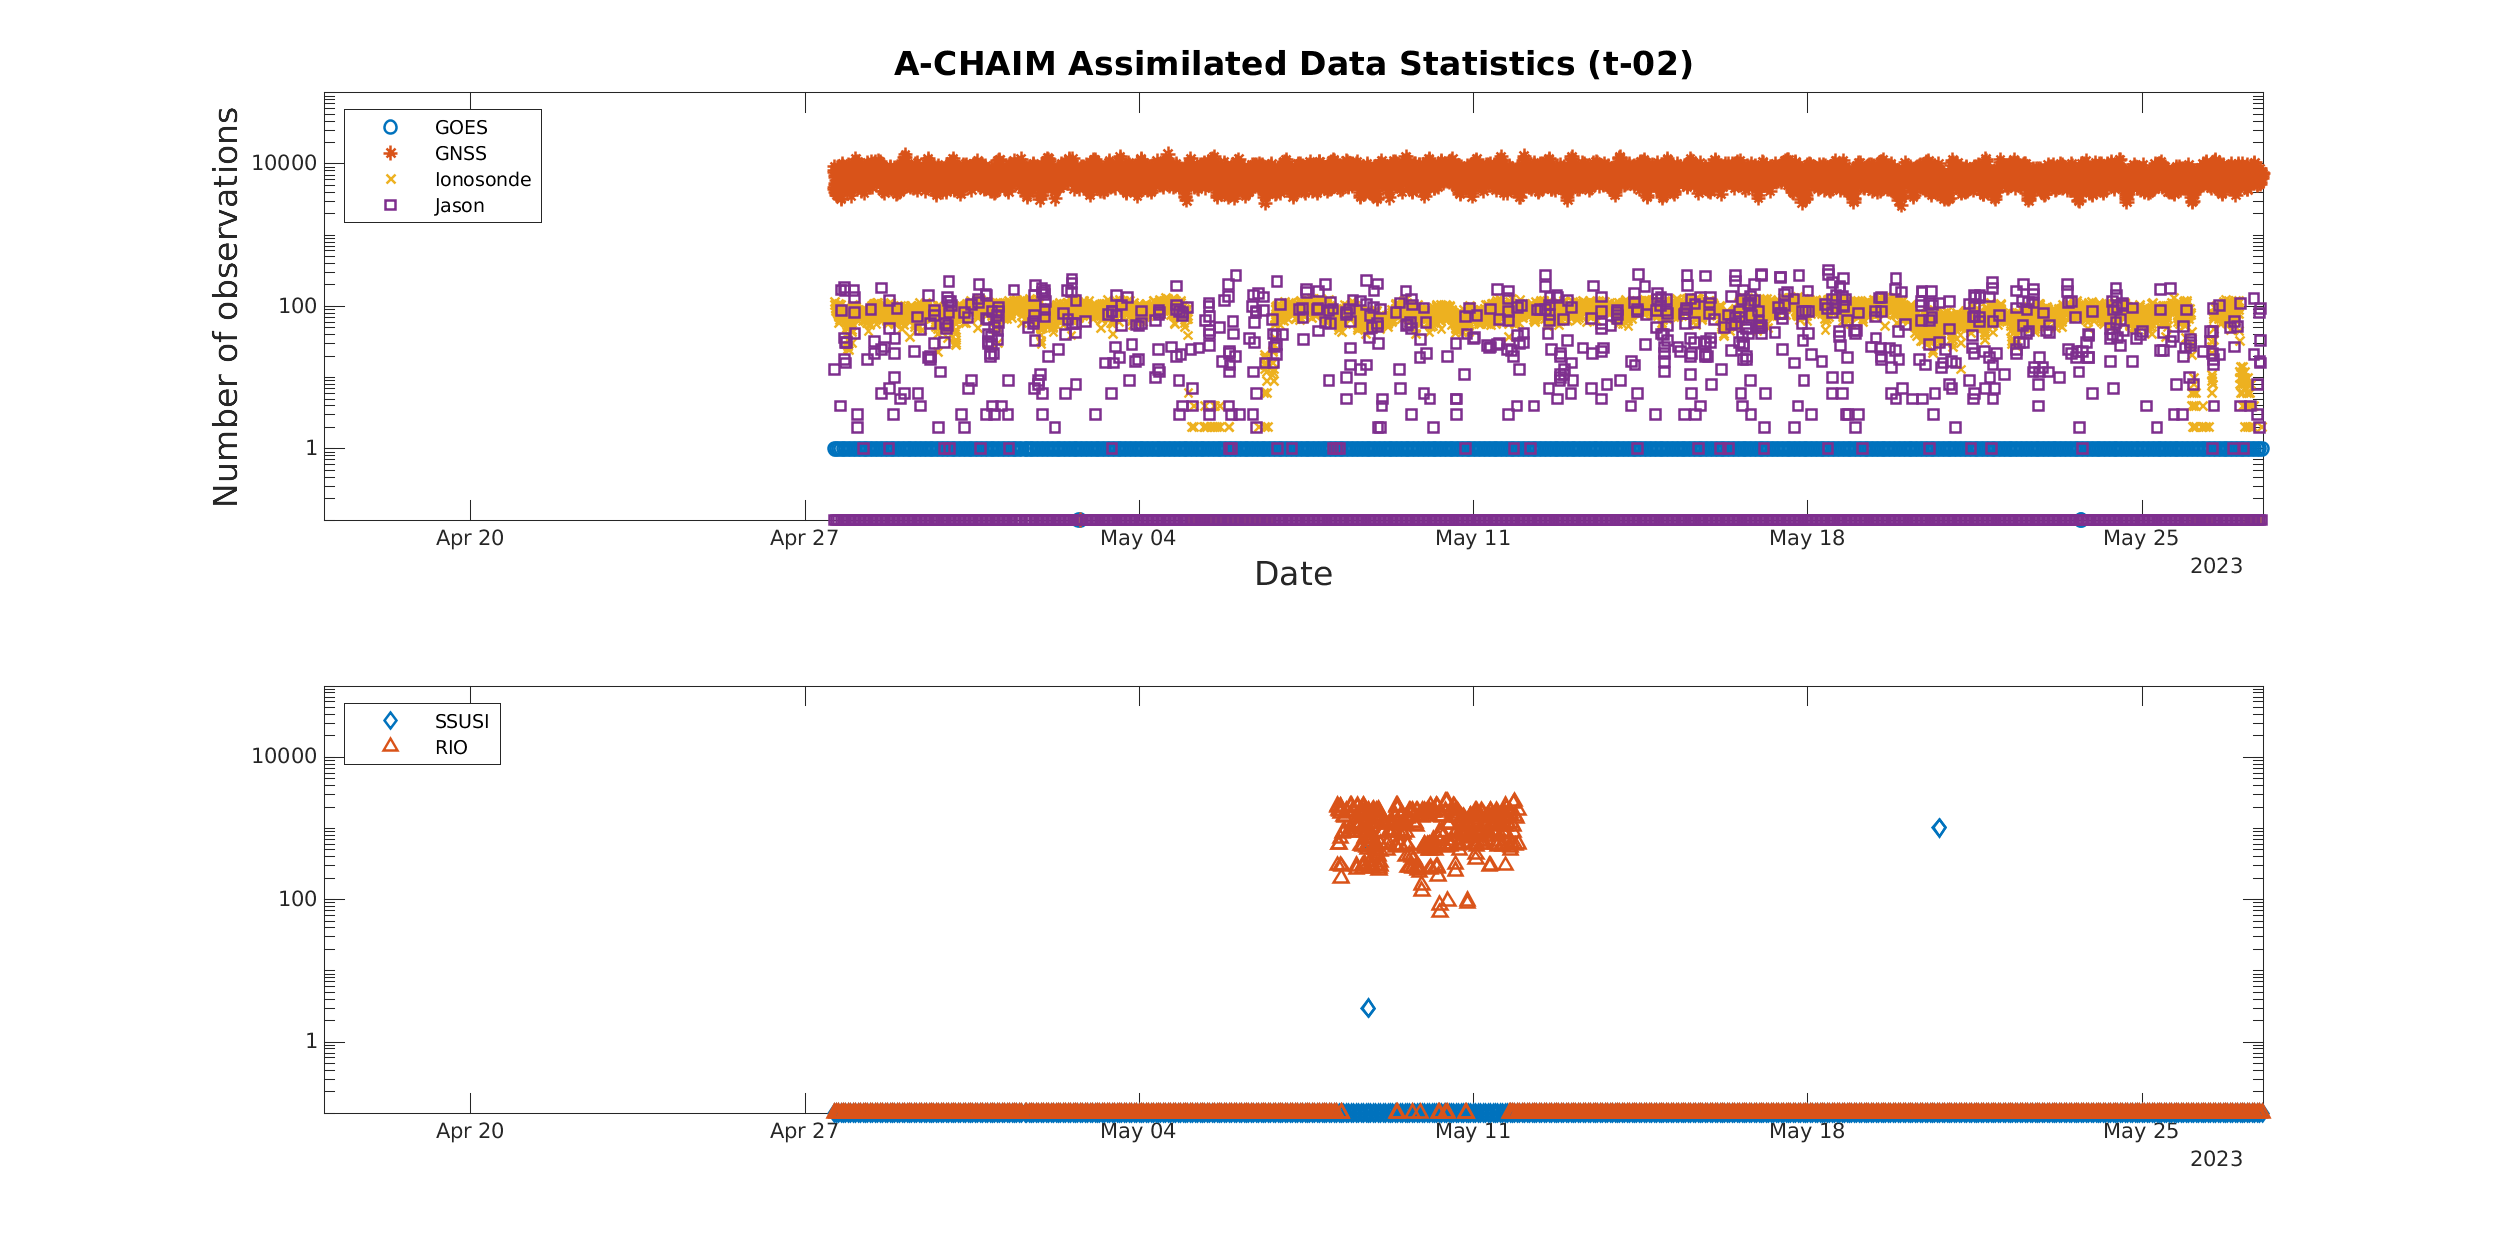 A-CHAIM Assimilated Data Statistics (t-02)
Number of observations
10000
100
1
GOES
GNSS
Ionosonde
Jason
Apr 20
Apr 27
May 04
May 11
May 18
May 25
2023
Date
10000
100
1
SSUSI
RIO
Apr 20
Apr 27
May 04
May 11
May 18
May 25
2023